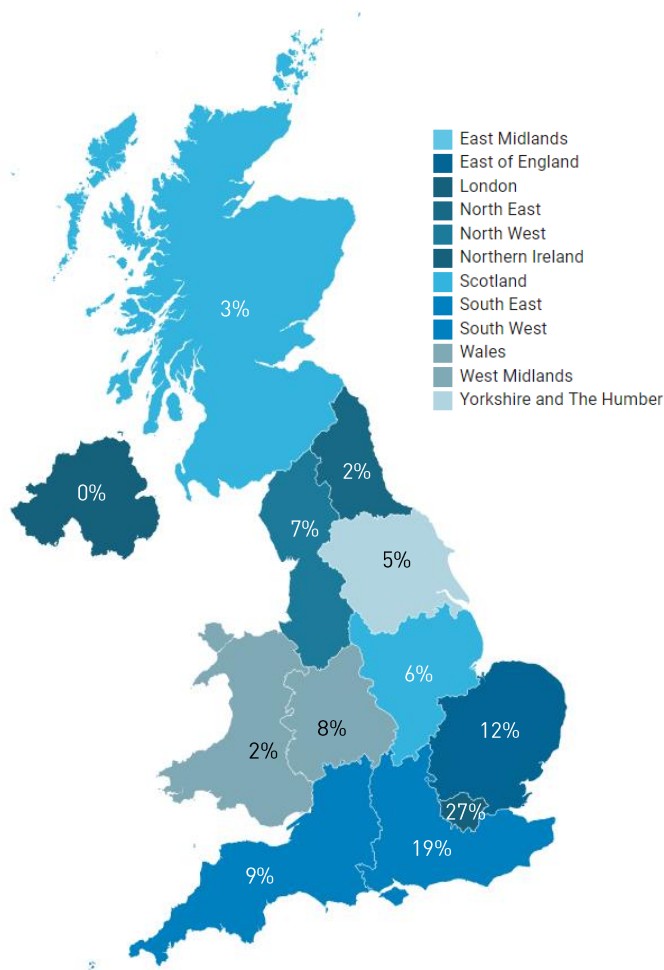 East Midlands
East of England
London
North East
North West
Northern Ireland
Scotland
South East
South West
Wales
West Midlands
Yorkshire and The Humber
3%
2%
0%
7%
5%
6%
8%
12%
2%
27%
19%
9%